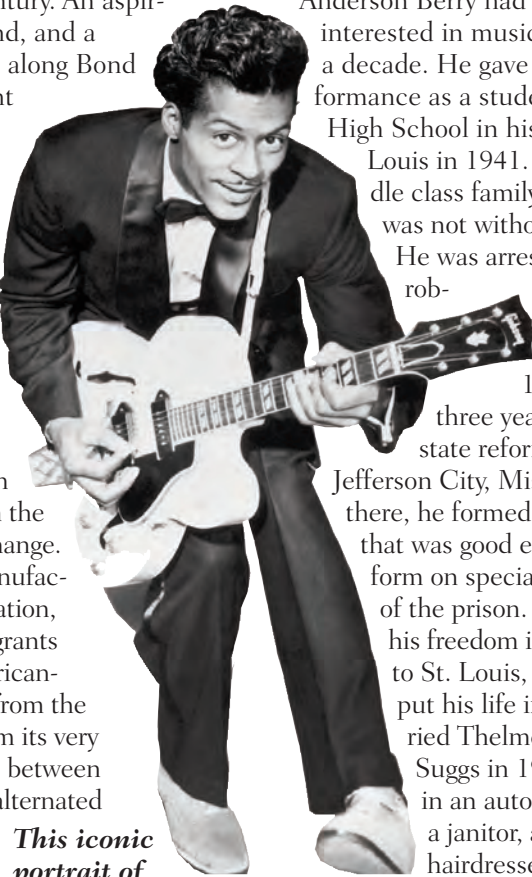 ntury. An aspir-
nd, and a
along Bond
nt
n
the
hange.
nufac-
ation,
grants
rican-
from the
m its very
between
alternated
This iconic
portrait of
Anderson Berry had
interested in music
a decade. He gave
formance as a stude
High School in his
Louis in 1941.
dle class family
was not witho
He was arres
rob-
three yea
state refor
Jefferson City, Mi
there, he formed
that was good e
form on specia
of the prison.
his freedom i
to St. Louis,
put his life i
ried Thelm
Suggs in 19
in an auto
a janitor, a
hairdresse
Gibson